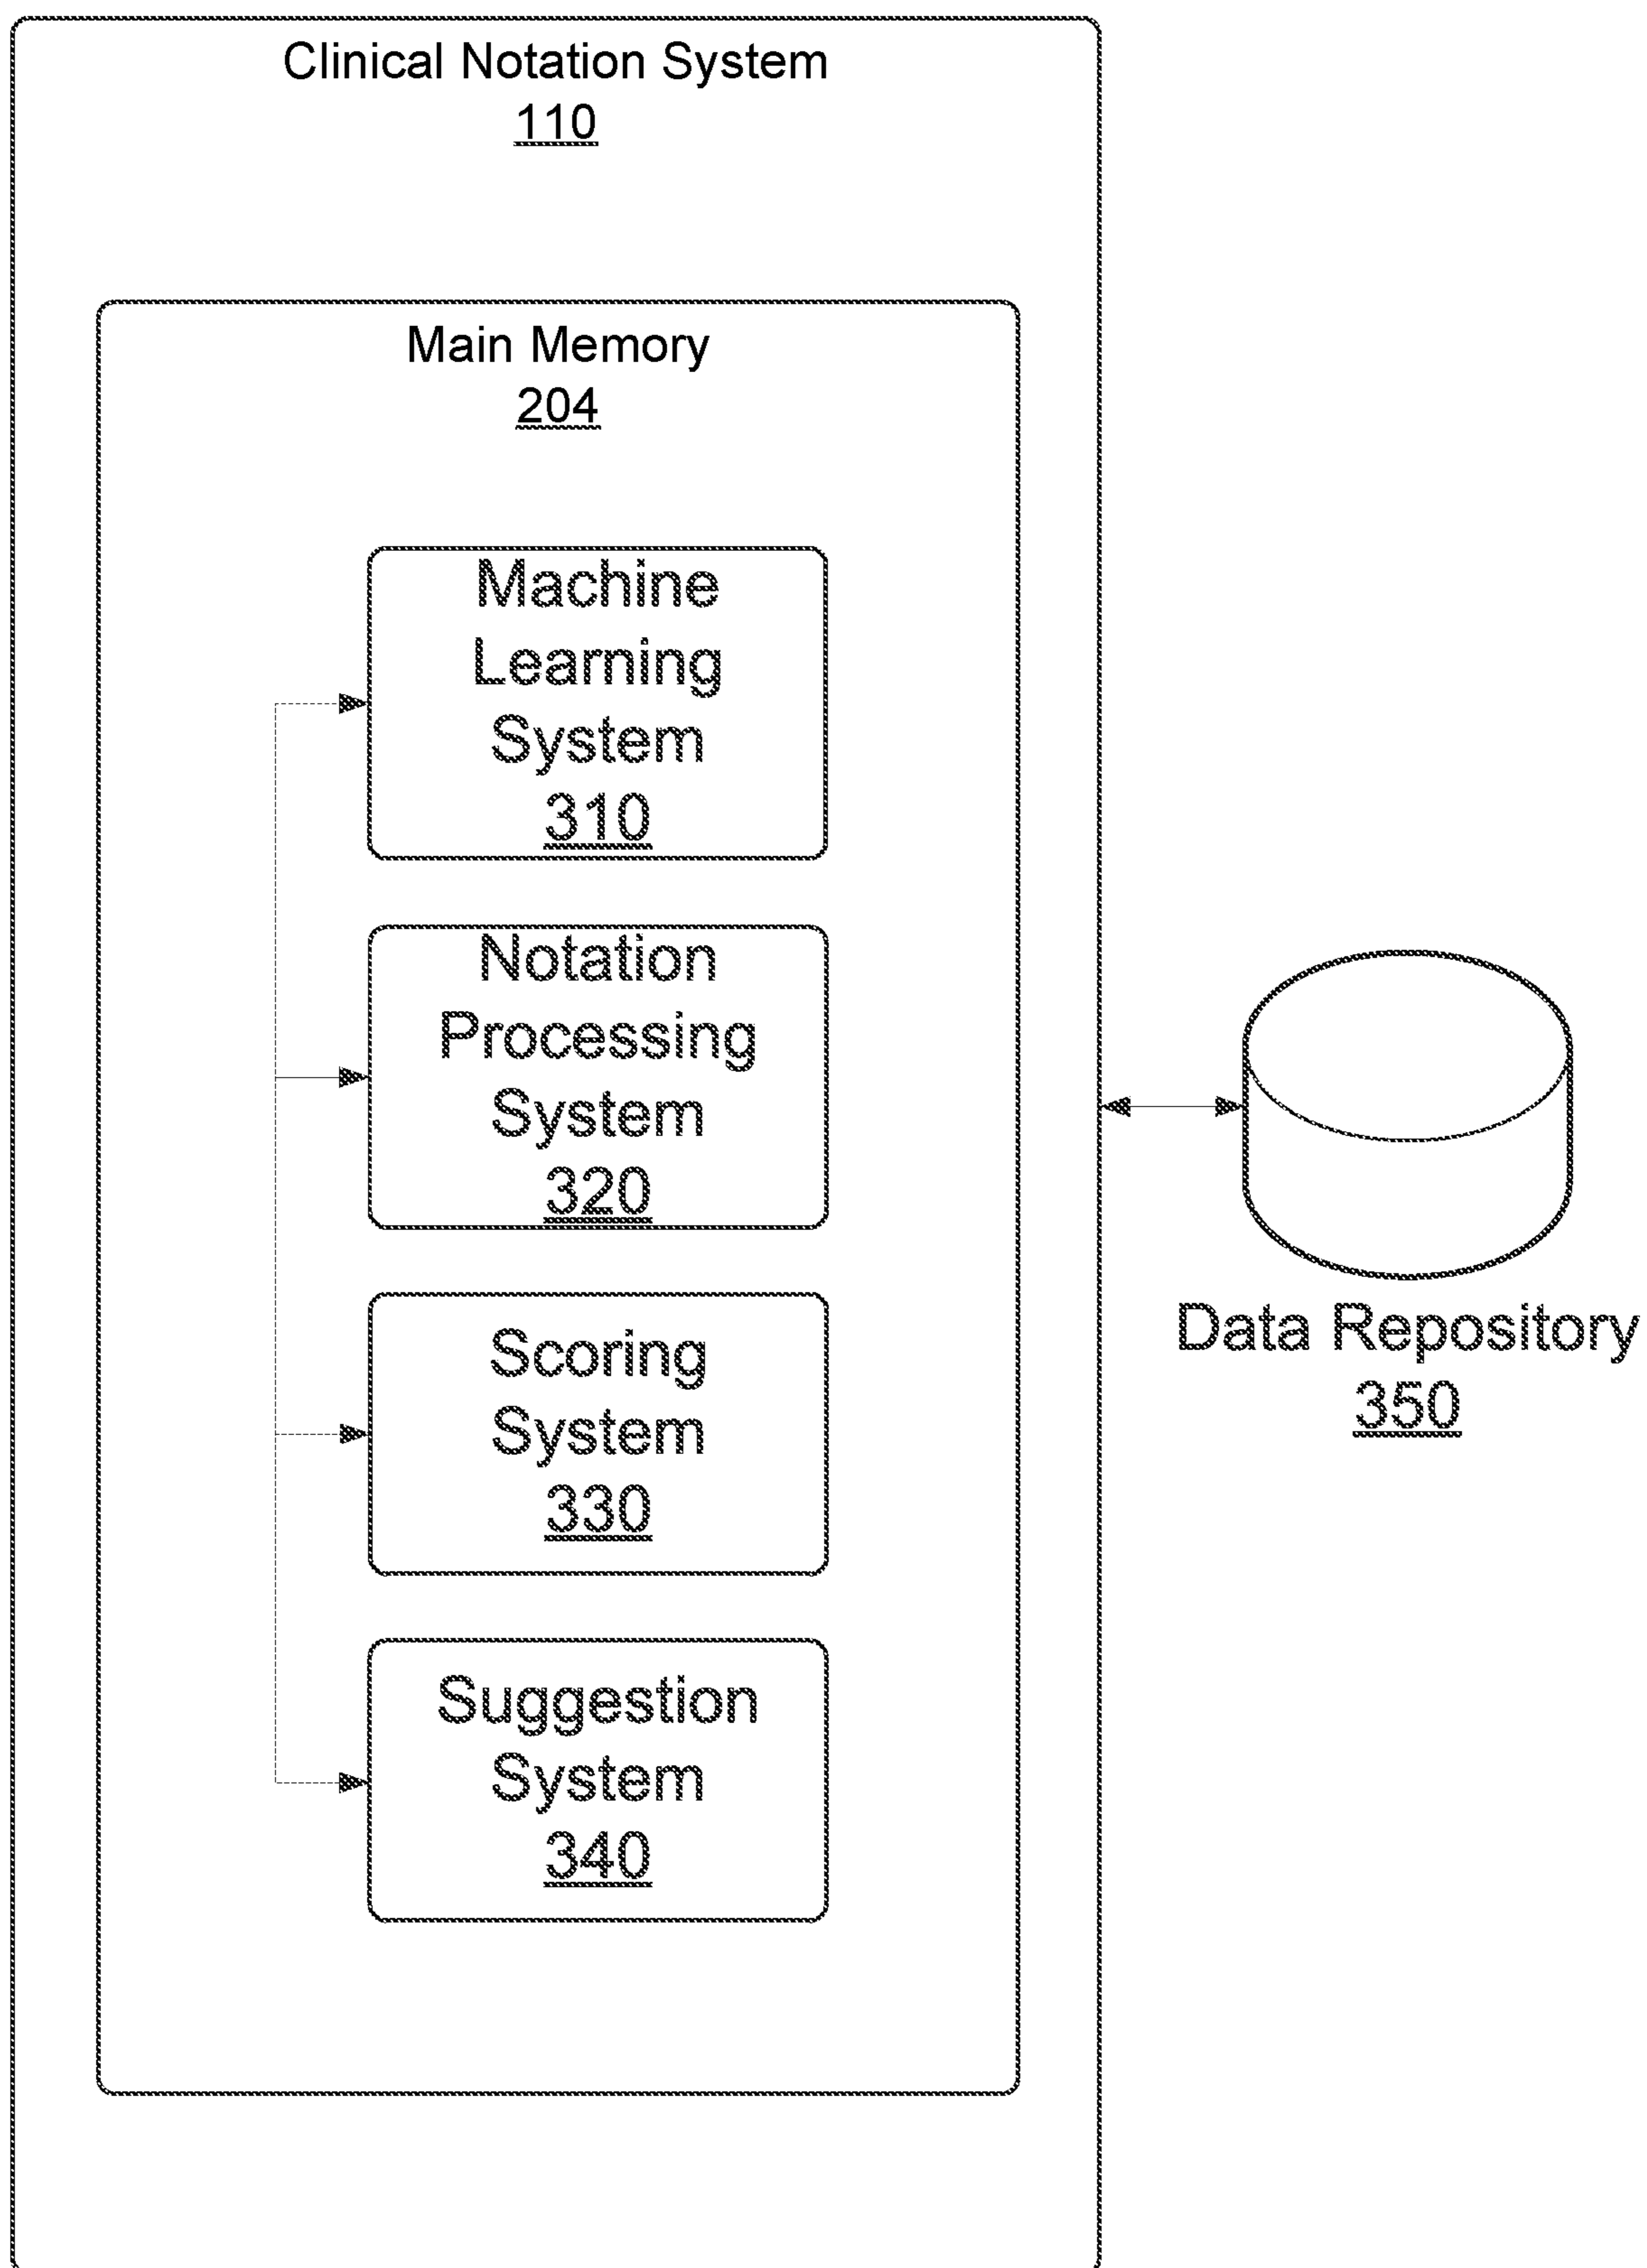 Clinical Notation System
110
Main Memory
204
Machine
Learning
System
310
Notation
Processing
System
320
Scoring
System
330
Suggestion
System
340
Data Repository
350